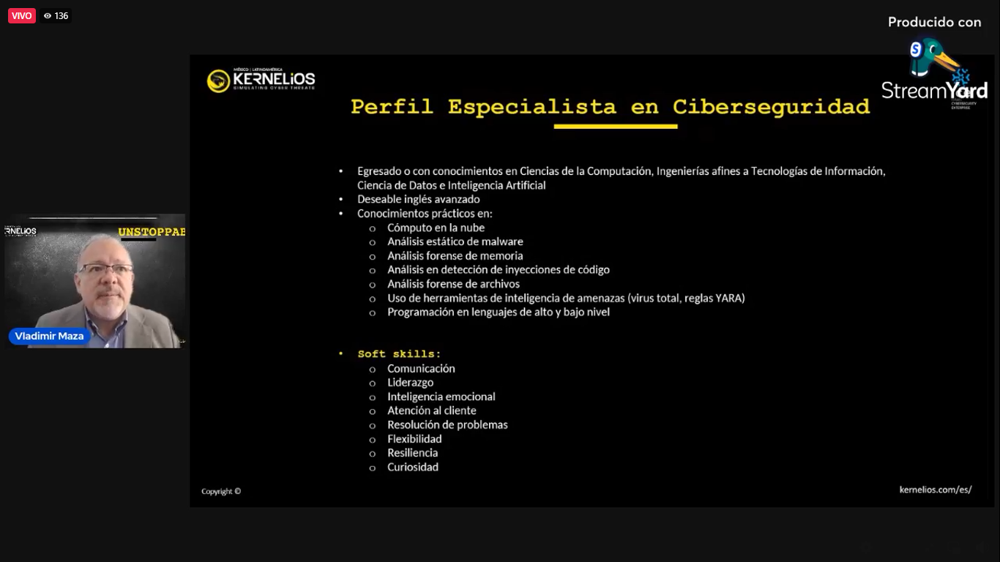 VIVO
136
Producido con
StreamYard
CYBERSECURITY
ENTERPRISE
MÉXICO | LATINOAMÉRICA
KERNELiOS
SIMULATING CYBER THREATS
Perfil Especialista en Ciberseguridad
• Egresado o con conocimientos en Ciencias de la Computación, Ingenierías afines a Tecnologías de Información,
Ciencia de Datos e Inteligencia Artificial
• Deseable inglés avanzado
• Conocimientos prácticos en:
o Cómputo en la nube
o Análisis estático de malware
o Análisis forense de memoria
o Análisis en detección de inyecciones de código
o Análisis forense de archivos
o Uso de herramientas de inteligencia de amenazas (virus total, reglas YARA)
o Programación en lenguajes de alto y bajo nivel
• Soft skills:
o Comunicación
o Liderazgo
o Inteligencia emocional
o Atención al cliente
o Resolución de problemas
o Flexibilidad
o Resiliencia
o Curiosidad
Copyright ©
kernelios.com/es/
ERNELiOS
UNSTOPPAB
Vladimir Maza